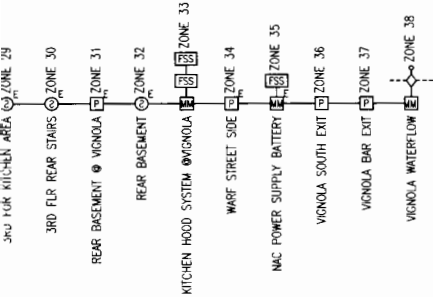 ZONE 29
S
E
3RD FLR KITCHEN AREA
ZONE 30
S
E
3RD FLR REAR STAIRS
ZONE 31
P
E
REAR BASEMENT @ VIGNOLA
ZONE 32
S
E
REAR BASEMENT
ZONE 33
FSS
FSS
MM
KITCHEN HOOD SYSTEM @VIGNOLA
ZONE 34
P
E
WARF STREET SIDE
ZONE 35
FSS
E
MM
NAC POWER SUPPLY BATTERY
ZONE 36
P
VIGNOLA SOUTH EXIT
ZONE 37
P
VIGNOLA BAR EXIT
ZONE 38
MM
VIGNOLA WATERFLOW